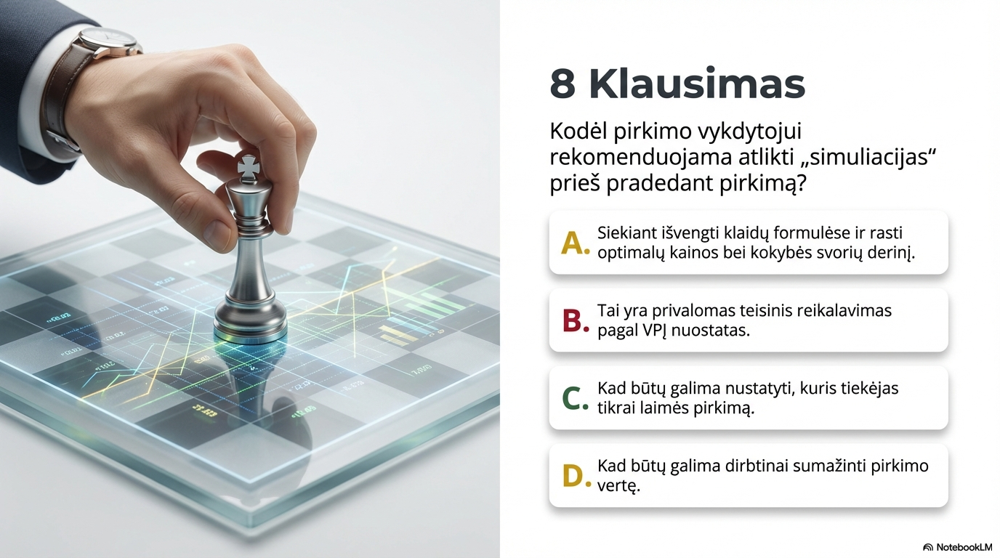 8 Klausimas
Kodėl pirkimo vykdytojui
rekomenduojama atlikti „simuliacijas“
prieš pradedant pirkimą?
A. Siekiant išvengti klaidų formulėse ir rasti
optimalų kainos bei kokybės svorių derinį.
B. Tai yra privalomas teisinis reikalavimas
pagal VPĮ nuostatas.
C. Kad būtų galima nustatyti, kuris tiekėjas
tikrai laimės pirkimą.
D. Kad būtų galima dirbtinai sumažinti pirkimo
vertę.
NotebookLM